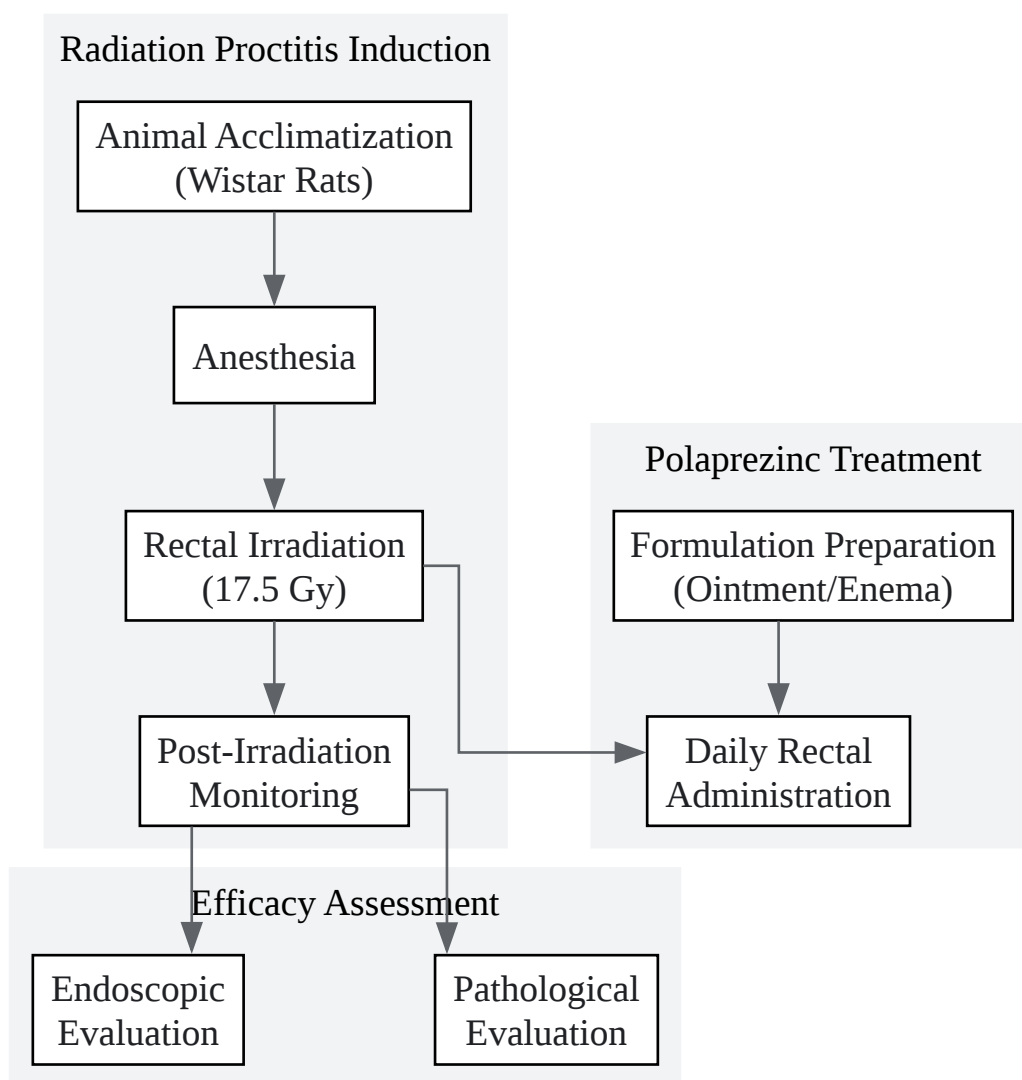 Radiation Proctitis Induction
Animal Acclimatization
(Wistar Rats)
Anesthesia
Rectal Irradiation
(17.5 Gy)
Post-Irradiation
Monitoring
Polaprezinc Treatment
Formulation Preparation
(Ointment/Enema)
Daily Rectal
Administration
Efficacy Assessment
Endoscopic
Evaluation
Pathological
Evaluation